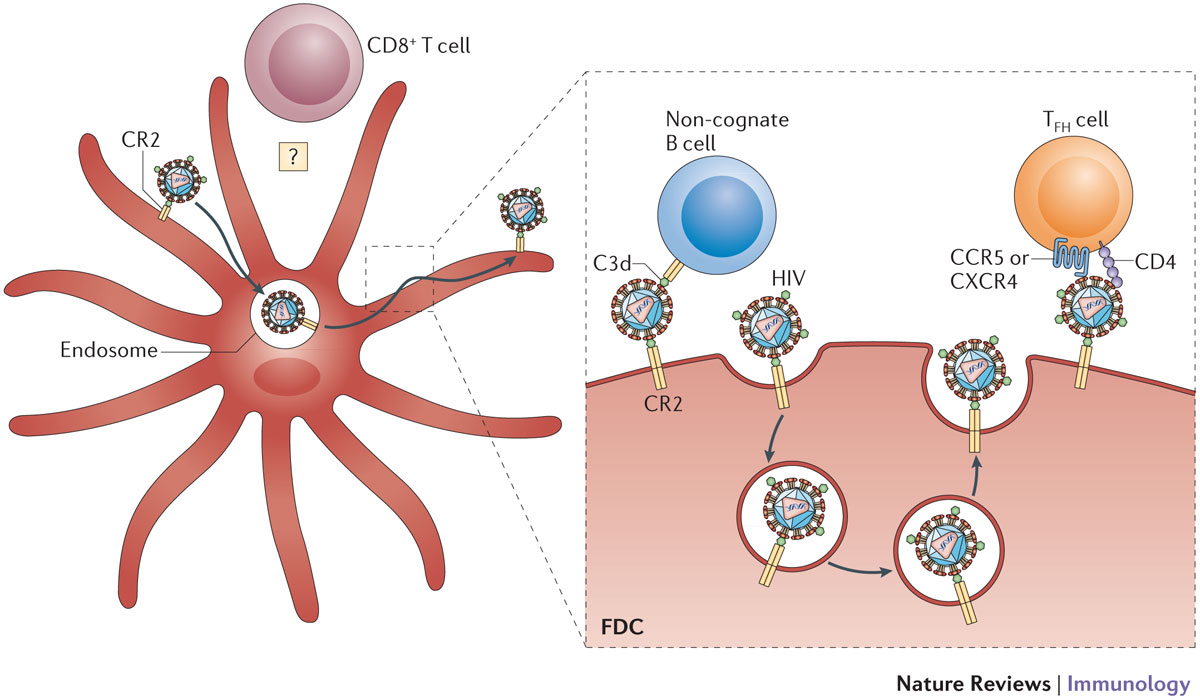 CD8⁺ T cell
CR2
?
Endosome
Non-cognate
B cell
T_FH cell
C3d
HIV
CCR5 or
CXCR4
CD4
CR2
FDC
Nature Reviews | Immunology